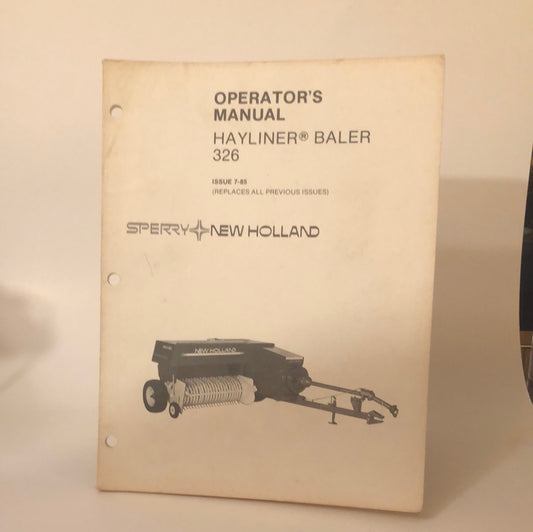 OPERATOR'S
MANUAL
HAYLINER® BALER
326
ISSUE 7-85
(REPLACES ALL PREVIOUS ISSUES)
SPERRY NEW HOLLAND
NEW HOLLAND